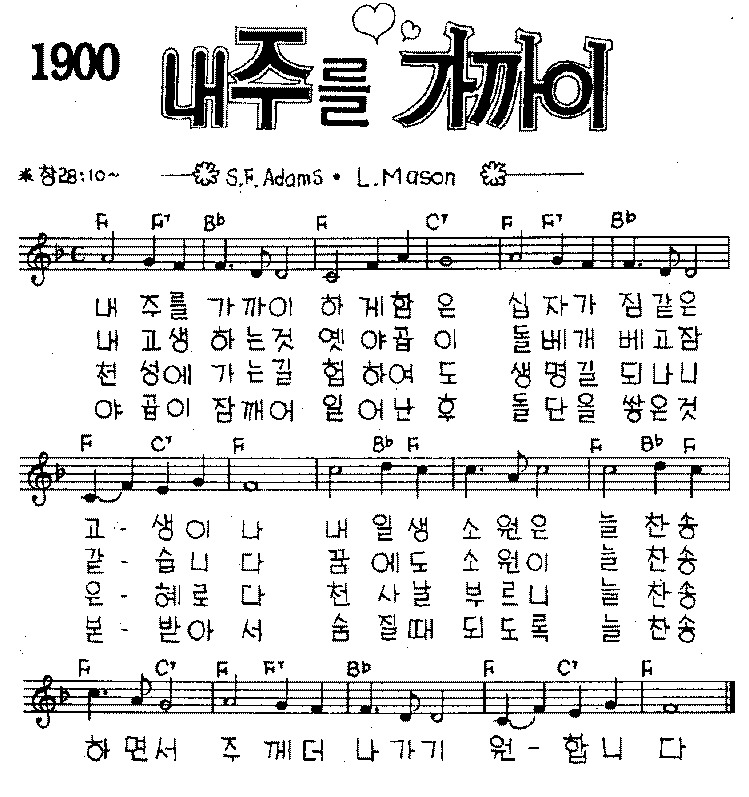 1900 내 주를 가까이
※창28:10~ S.F. Adams • L. Mason
F F7 Bb F C7 F F7 Bb
내 주를 가까이 하 게함 은 십 자가 짐같은
내 고생 하는것 옛 야곱 이 돌 베개 베고잠
천 성에 가는길 험 하여 도 생 명길 되나니
야 곱이 잠깨어 일 어난 후 돌 단을 쌓은것
F C7 F Bb F F Bb F
고 - 생이 나 내 일생 소 원은 늘 찬송
같 - 습니 다 꿈 에도 소 원이 늘 찬송
은 - 혜로 다 천 사날 부르니 늘 찬송
본 - 받아서 숨 질때 되도록 늘 찬송
F C7 F F7 Bb F C7 F
하면서 주 께더 나가기 원 - 합니 다